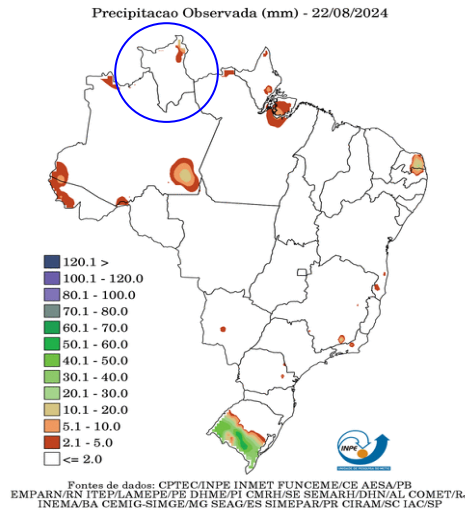 Precipitacao Observada (mm) - 22/08/2024
120.1 >
100.1 - 120.0
80.1 - 100.0
70.1 - 80.0
60.1 - 70.0
50.1 - 60.0
40.1 - 50.0
30.1 - 40.0
20.1 - 30.0
10.1 - 20.0
5.1 - 10.0
2.1 - 5.0
<= 2.0
INPE
Fontes de dados: CPTEC/INPE INMET FUNCEME/CE AESA/PB
EMPARN/RN ITEP/LAMEPE/PE DHME/PI CMRH/SE SEMARH/DHN/AL COMET/R
INEMA/BA CEMIG-SIMGE/MG SEAG/ES SIMEPAR/PR CIRAM/SC IAC/SP